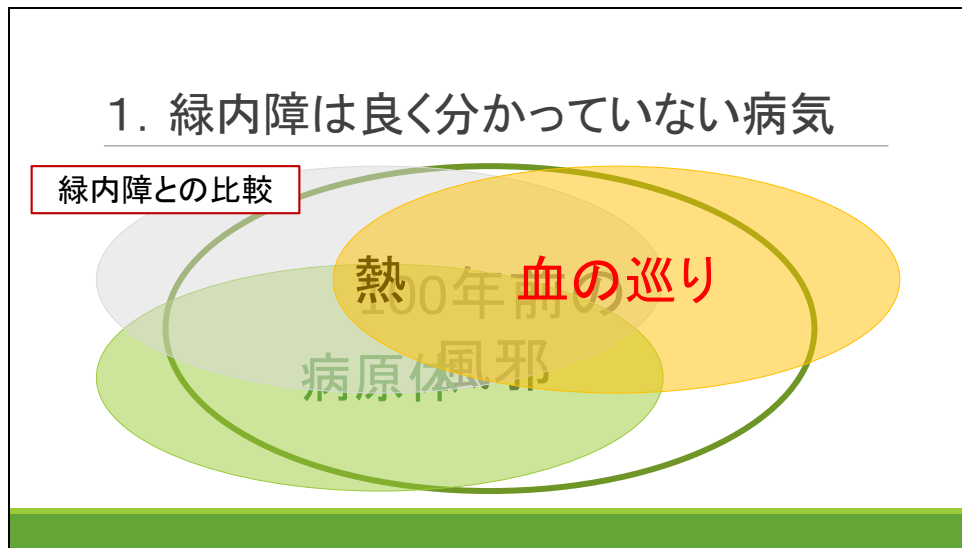 １．緑内障は良く分かっていない病気
緑内障との比較
熱
血の巡り
100年前の
風邪
病原体